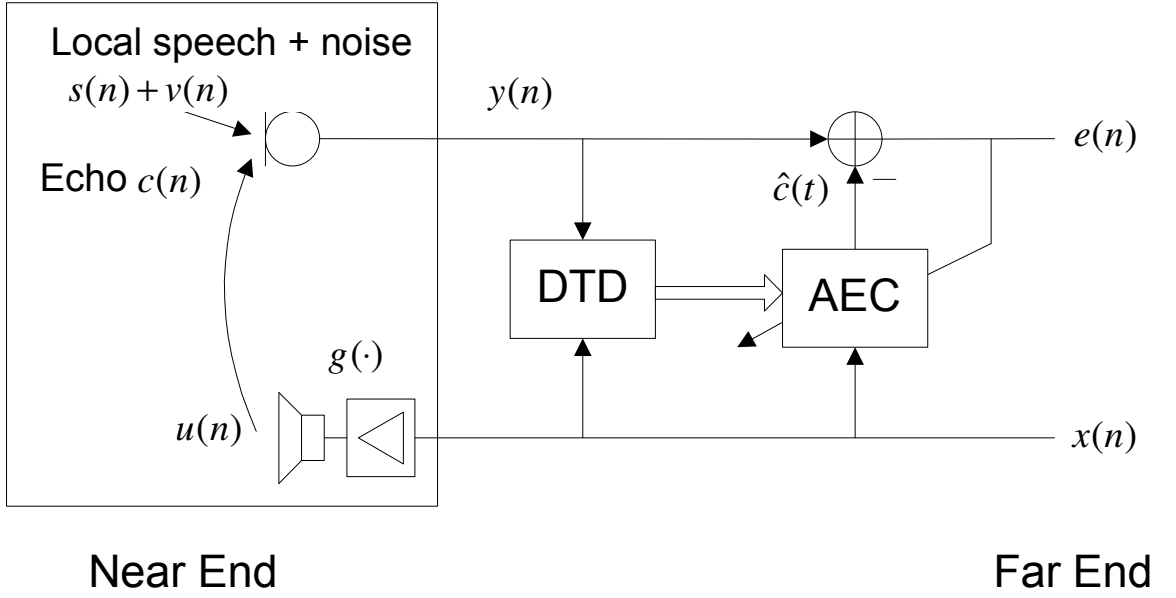 Local speech + noise
s(n)+v(n)
y(n)
e(n)
Echo c(n)
ĉ(t)
−
DTD
AEC
g(·)
u(n)
x(n)
Near End
Far End